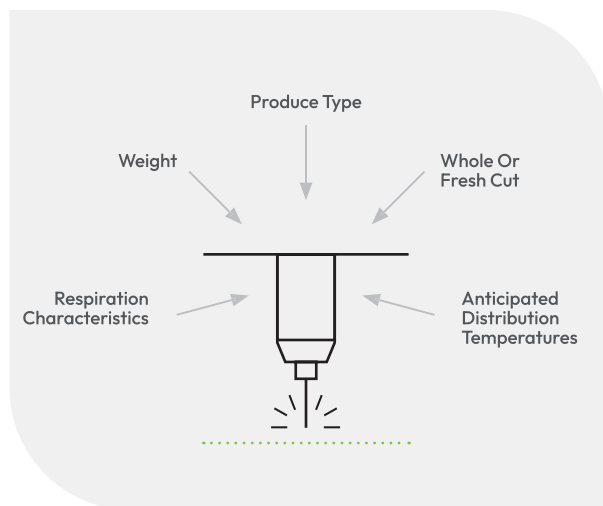 Produce Type
Weight
Whole Or
Fresh Cut
Respiration
Characteristics
Anticipated
Distribution
Temperatures